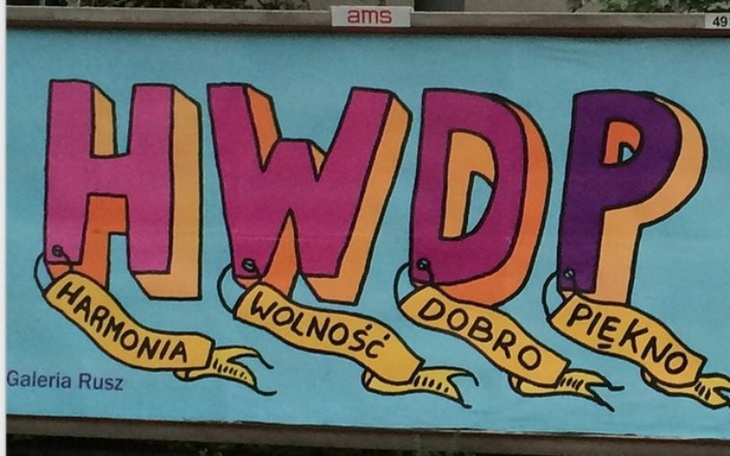 ams
49
HWDP
HARMONIA
WOLNOŚĆ
DOBRO
PIĘKNO
Galeria Rusz